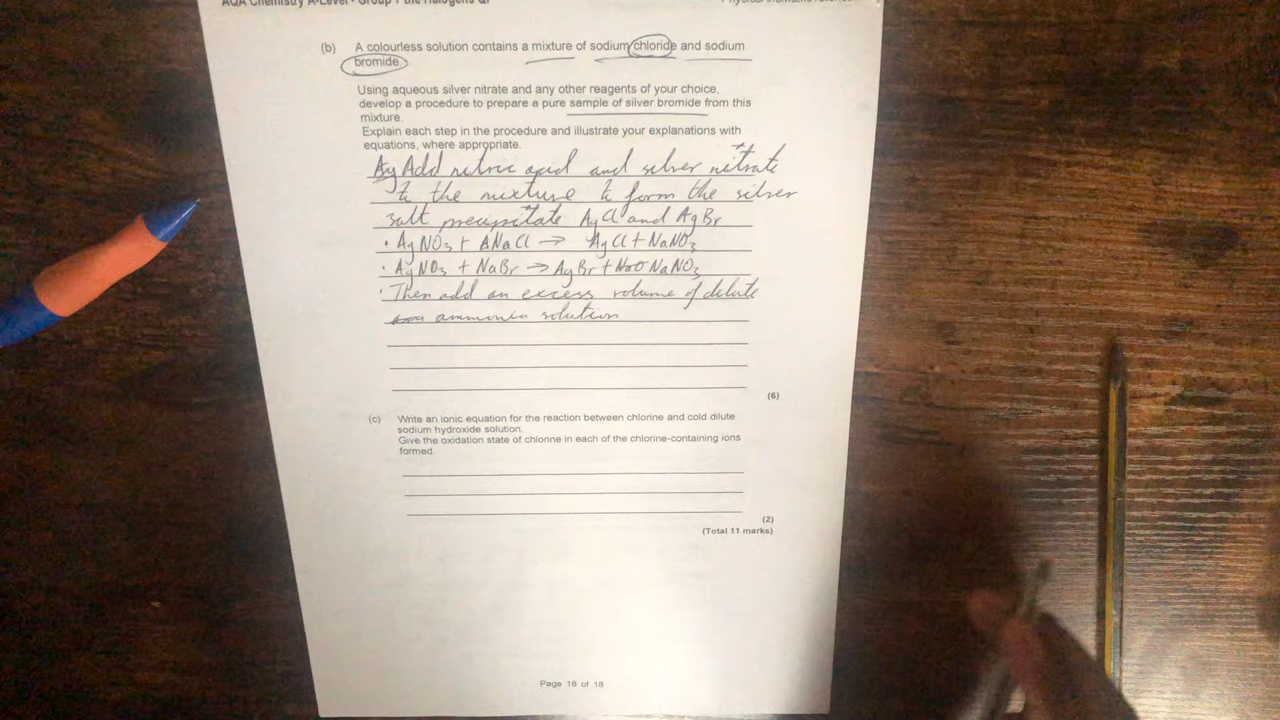 AQA Chemistry A-Level - Group 7 the Halogens QP
(b) A colourless solution contains a mixture of sodium chloride and sodium
bromide.
Using aqueous silver nitrate and any other reagents of your choice,
develop a procedure to prepare a pure sample of silver bromide from this
mixture.
Explain each step in the procedure and illustrate your explanations with
equations, where appropriate.
Add nitric acid and silver nitrate
to the mixture to form the silver
salt precipitate AgCl and AgBr
· AgNO3 + NaCl → AgCl + NaNO3
· AgNO3 + NaBr → AgBr + NaNO3
· Then add an excess volume of dilute
ammonia solution
(6)
(c) Write an ionic equation for the reaction between chlorine and cold dilute
sodium hydroxide solution.
Give the oxidation state of chlorine in each of the chlorine-containing ions
formed.
(2)
(Total 11 marks)
Page 18 of 18